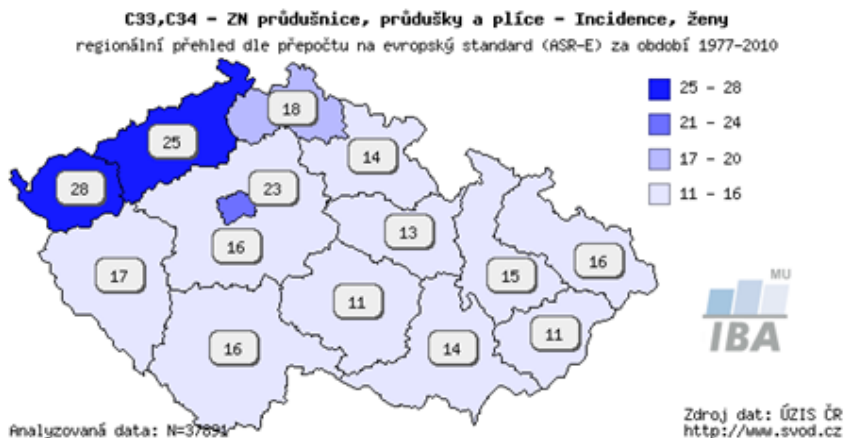 C33,C34 - ZN průdušnice, průdušky a plíce - Incidence, ženy
regionální přehled dle přepočtu na evropský standard (ASR-E) za období 1977-2010
25 - 28
21 - 24
17 - 20
11 - 16
18
25
14
28
23
13
16
16
17
15
11
16
14
11
MU
IBA
Analyzovaná data: N=37891
Zdroj dat: ÚZIS ČR
http://www.svod.cz